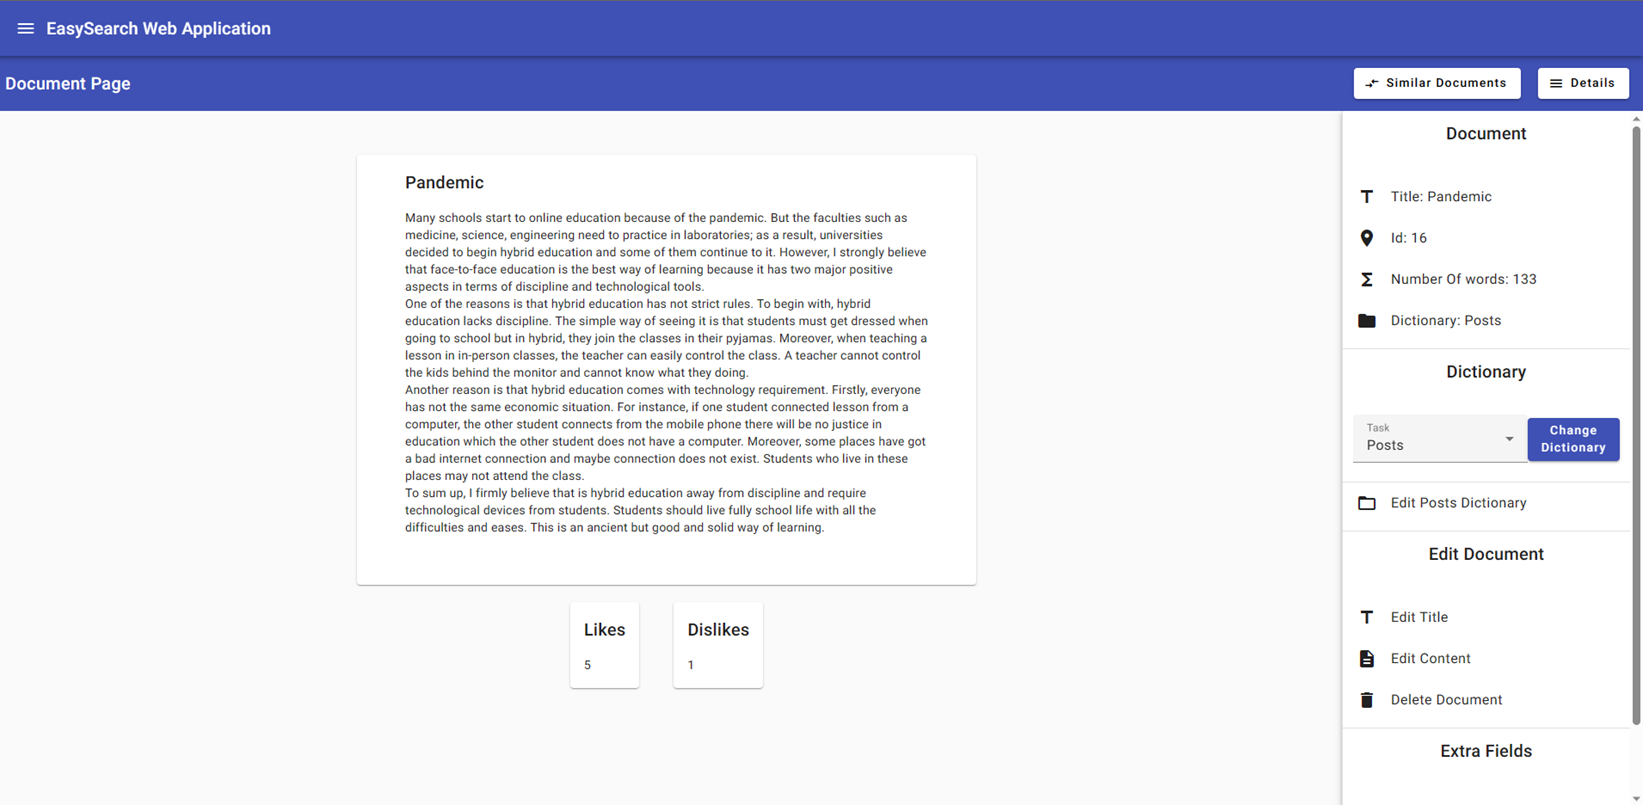 EasySearch Web Application
Document Page
Similar Documents
Details
Pandemic
Many schools start to online education because of the pandemic. But the faculties such as
medicine, science, engineering need to practice in laboratories; as a result, universities
decided to begin hybrid education and some of them continue to it. However, I strongly believe
that face-to-face education is the best way of learning because it has two major positive
aspects in terms of discipline and technological tools.
One of the reasons is that hybrid education has not strict rules. To begin with, hybrid
education lacks discipline. The simple way of seeing it is that students must get dressed when
going to school but in hybrid, they join the classes in their pyjamas. Moreover, when teaching a
lesson in in-person classes, the teacher can easily control the class. A teacher cannot control
the kids behind the monitor and cannot know what they doing.
Another reason is that hybrid education comes with technology requirement. Firstly, everyone
has not the same economic situation. For instance, if one student connected lesson from a
computer, the other student connects from the mobile phone there will be no justice in
education which the other student does not have a computer. Moreover, some places have got
a bad internet connection and maybe connection does not exist. Students who live in these
places may not attend the class.
To sum up, I firmly believe that is hybrid education away from discipline and require
technological devices from students. Students should live fully school life with all the
difficulties and eases. This is an ancient but good and solid way of learning.
Likes
5
Dislikes
1
Document
Title: Pandemic
Id: 16
Number Of words: 133
Dictionary: Posts
Dictionary
Task
Posts
Change
Dictionary
Edit Posts Dictionary
Edit Document
Edit Title
Edit Content
Delete Document
Extra Fields